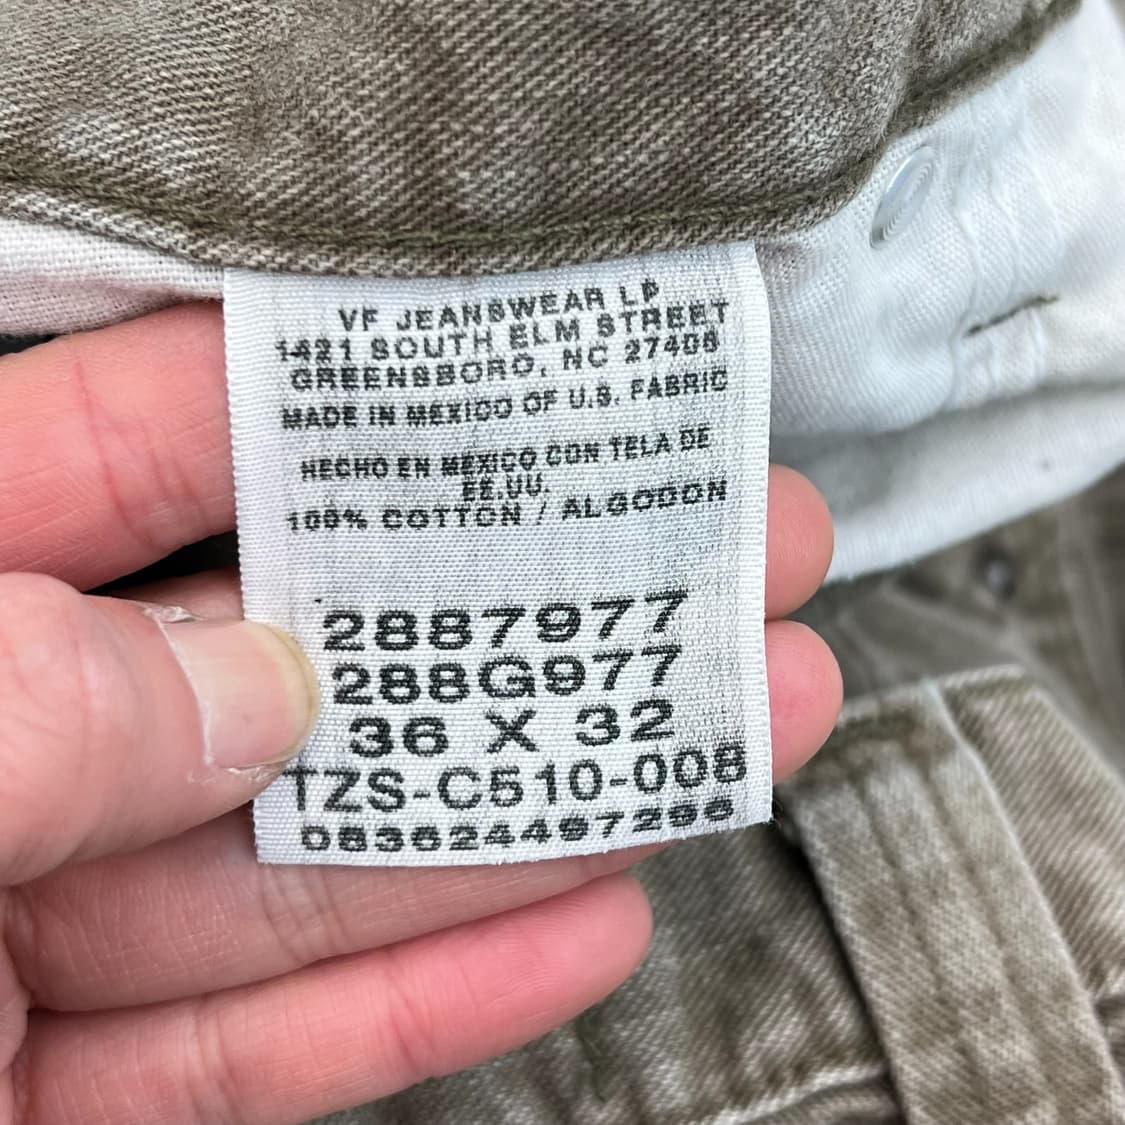 VF JEANSWEAR LP
1421 SOUTH ELM STREET
GREENSBORO, NC 27406
MADE IN MEXICO OF U.S. FABRIC
HECHO EN MEXICO CON TELA DE
EE.UU.
100% COTTON / ALGODON
2887977
288G977
36 X 32
TZS-C510-008